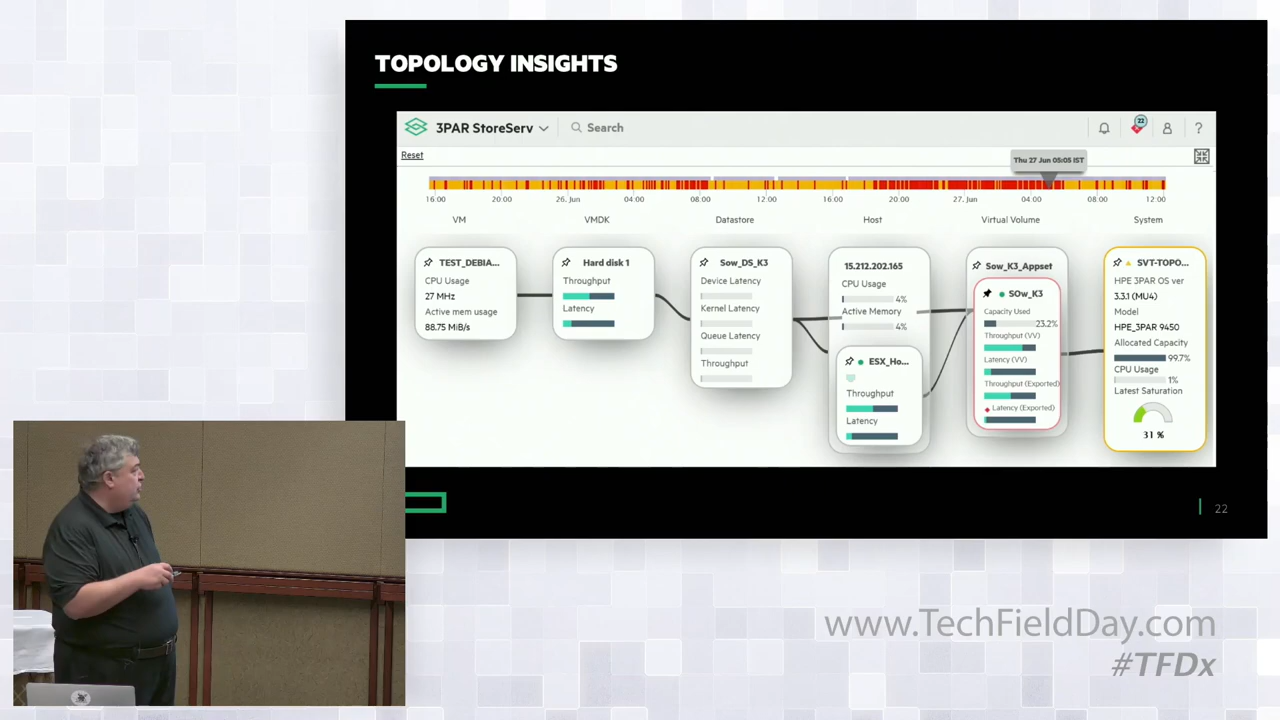 TOPOLOGY INSIGHTS
3PAR StoreServ
Search
22
?
Reset
Thu 27 Jun 05:05 IST
16:00 20:00 26. Jun 04:00 08:00 12:00 16:00 20:00 27. Jun 04:00 08:00 12:00
VM VMDK Datastore Host Virtual Volume System
TEST_DEBIA...
CPU Usage
27 MHz
Active mem usage
88.75 MiB/s
Hard disk 1
Throughput
Latency
Sow_DS_K3
Device Latency
Kernel Latency
Queue Latency
Throughput
15.212.202.165
CPU Usage
4%
Active Memory
4%
ESX_Ho...
Throughput
Latency
Sow_K3_Appset
SOw_K3
Capacity Used
23.2%
Throughput (VV)
Latency (VV)
Throughput (Exported)
Latency (Exported)
SVT-TOPO...
HPE 3PAR OS ver
3.3.1 (MU4)
Model
HPE_3PAR 9450
Allocated Capacity
99.7%
CPU Usage
1%
Latest Saturation
31 %
22
www.TechFieldDay.com
#TFDx